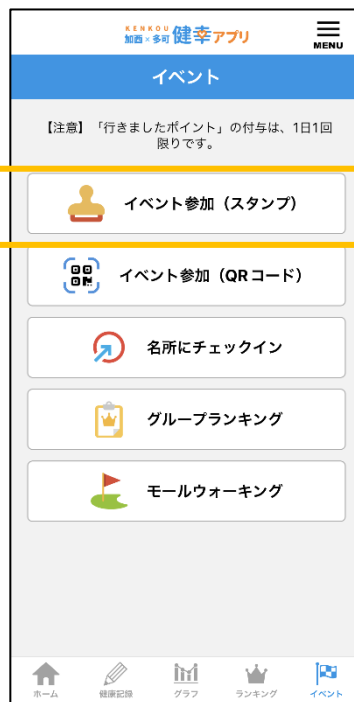 KENKOU
加西×多可 健幸アプリ
MENU
イベント
【注意】「行きましたポイント」の付与は、1日1回
限りです。
イベント参加（スタンプ）
イベント参加（QRコード）
名所にチェックイン
グループランキング
モールウォーキング
ホーム 健康記録 グラフ ランキング イベント